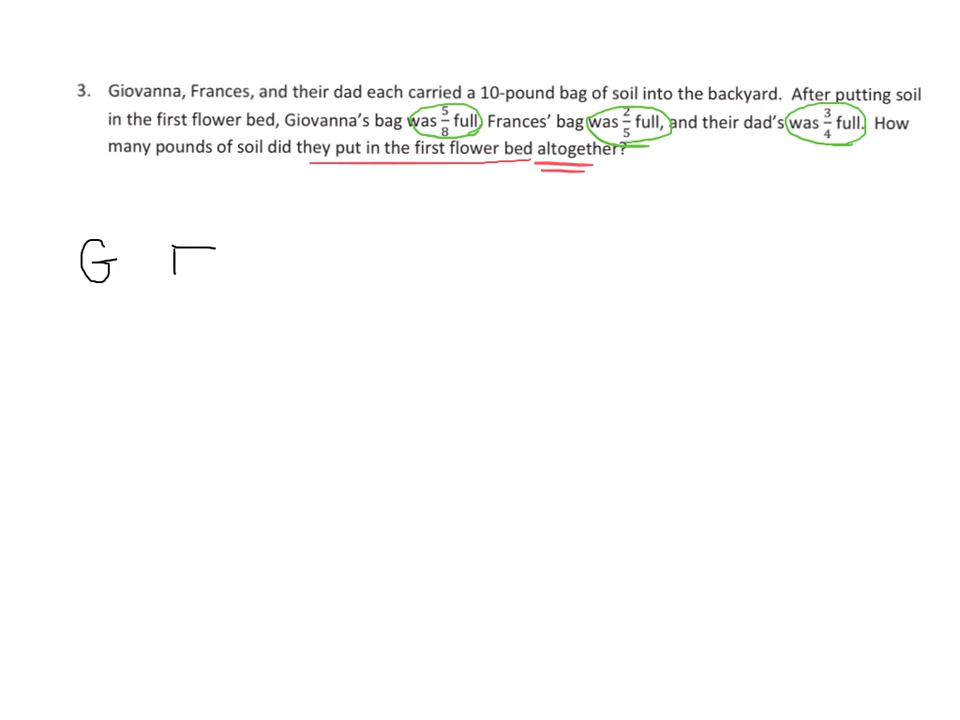 3. Giovanna, Frances, and their dad each carried a 10-pound bag of soil into the backyard. After putting soil
in the first flower bed, Giovanna's bag was 5/8 full, Frances' bag was 2/5 full, and their dad's was 3/4 full. How
many pounds of soil did they put in the first flower bed altogether?
G